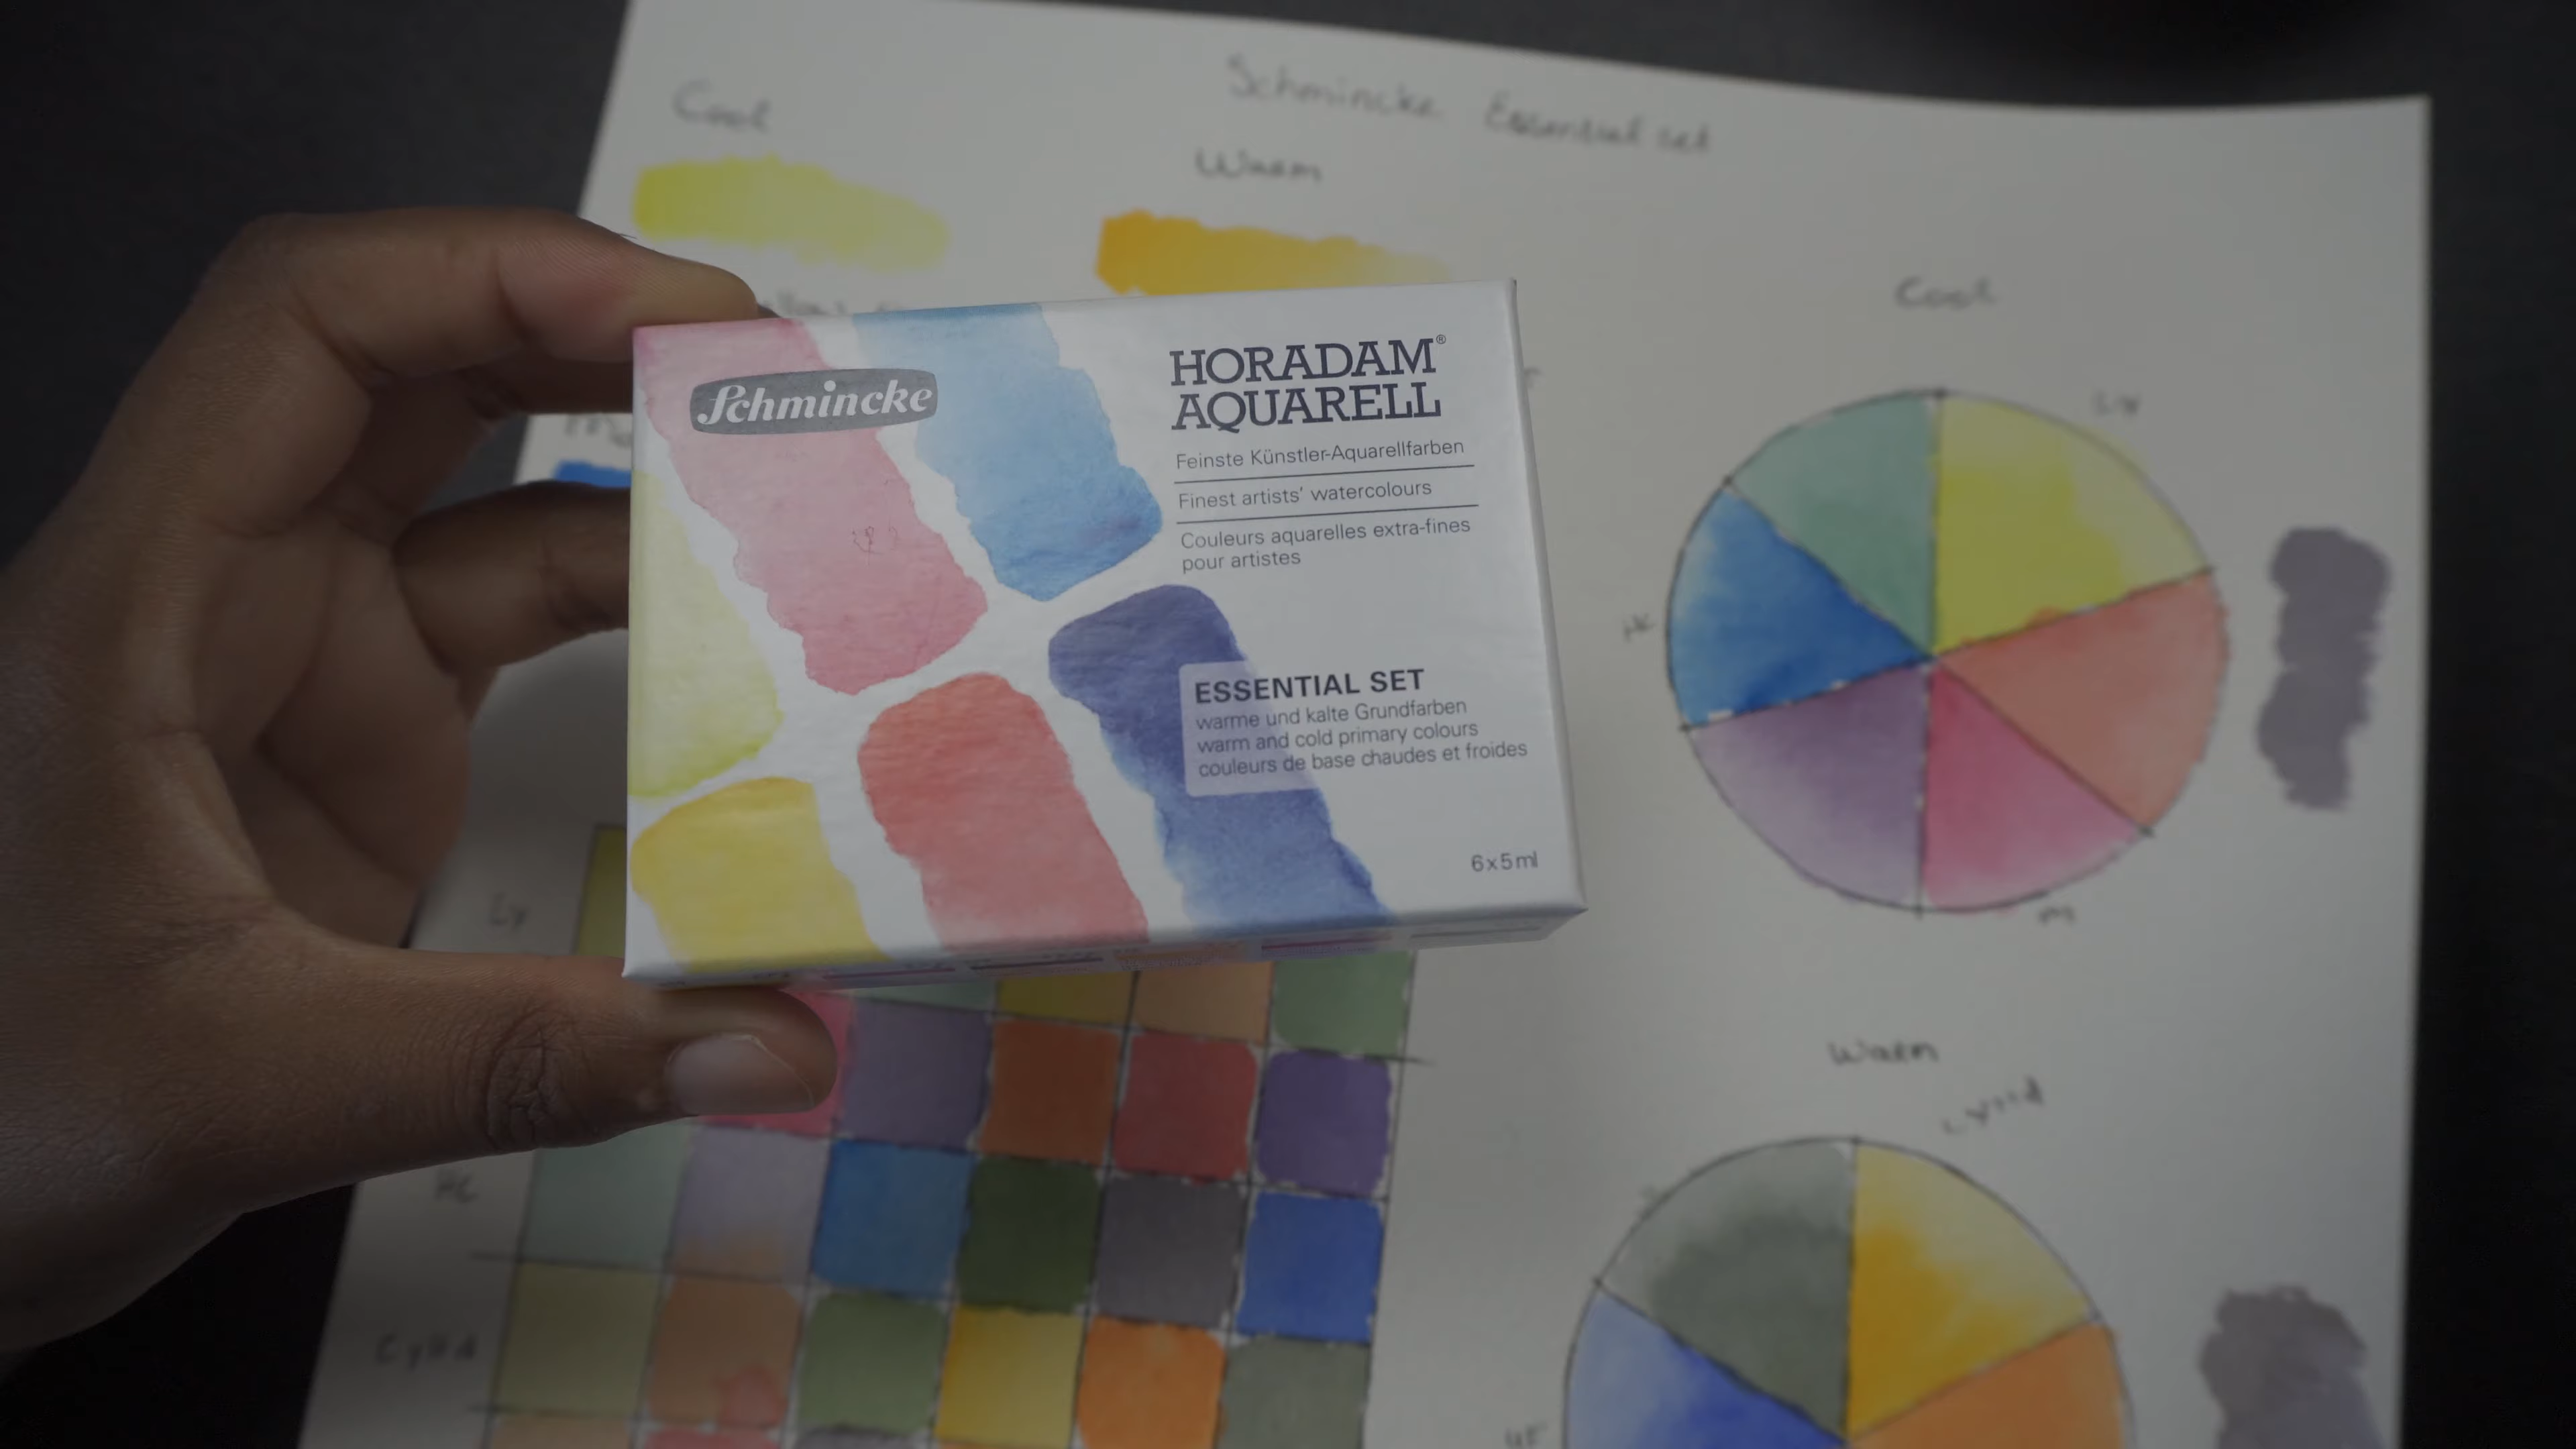 Schmincke Essential set
Cool
Warm
Schmincke
HORADAM®
AQUARELL
Feinste Künstler-Aquarellfarben
Finest artists' watercolours
Couleurs aquarelles extra-fines
pour artistes
ESSENTIAL SET
warme und kalte Grundfarben
warm and cold primary colours
couleurs de base chaudes et froides
6x5ml
Cool
Ly
Ly
Warm